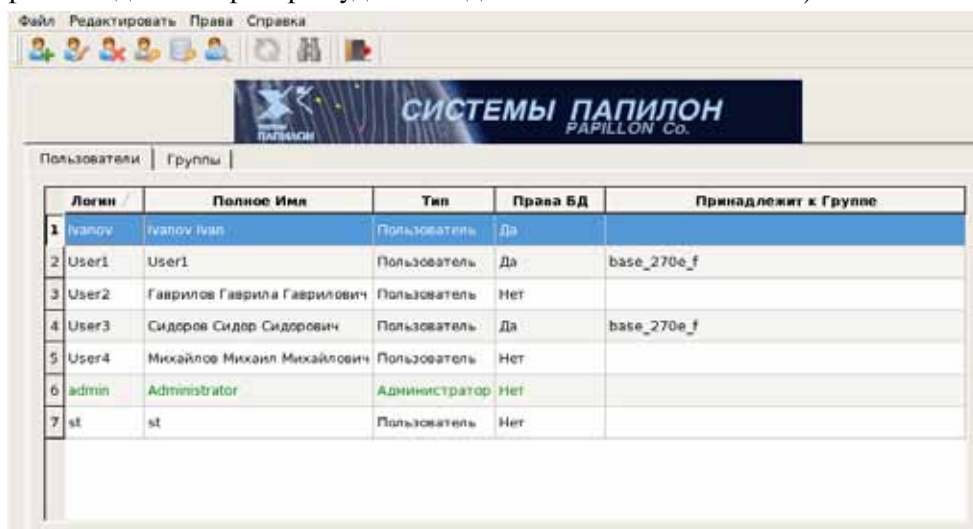 Файл Редактировать Права Справка
ПАПИЛОН
СИСТЕМЫ ПАПИЛОН
PAPILLON Co.
Пользователи Группы
Логин Полное Имя Тип Права БД Принадлежит к Группе
1 Ivanov Ivanov Ivan Пользователь Да
2 User1 User1 Пользователь Да base_270e_f
3 User2 Гаврилов Гаврила Гаврилович Пользователь Нет
4 User3 Сидоров Сидор Сидорович Пользователь Да base_270e_f
5 User4 Михайлов Михаил Михайлович Пользователь Нет
6 admin Administrator Администратор Нет
7 st st Пользователь Нет